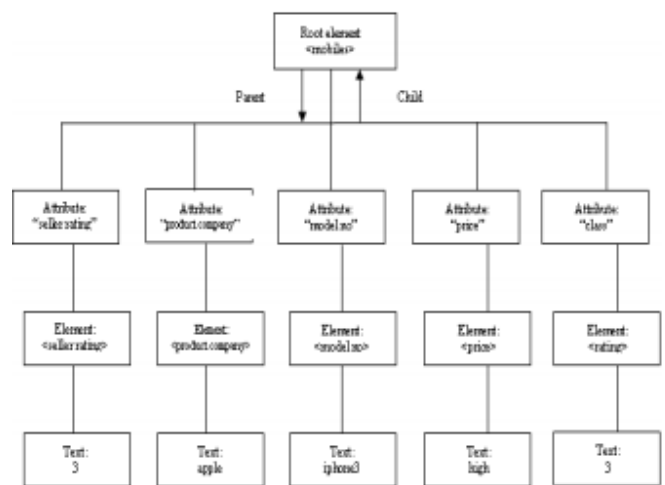 Root element
<mobiles>
Parent
Child
Attribute:
"seller rating"
Attribute:
"product company"
Attribute:
"model no"
Attribute:
"price"
Attribute:
"class"
Element:
<seller rating>
Element:
<product company>
Element:
<model no>
Element:
<price>
Element:
<rating>
Text:
3
Text:
apple
Text:
iphone3
Text:
high
Text:
3